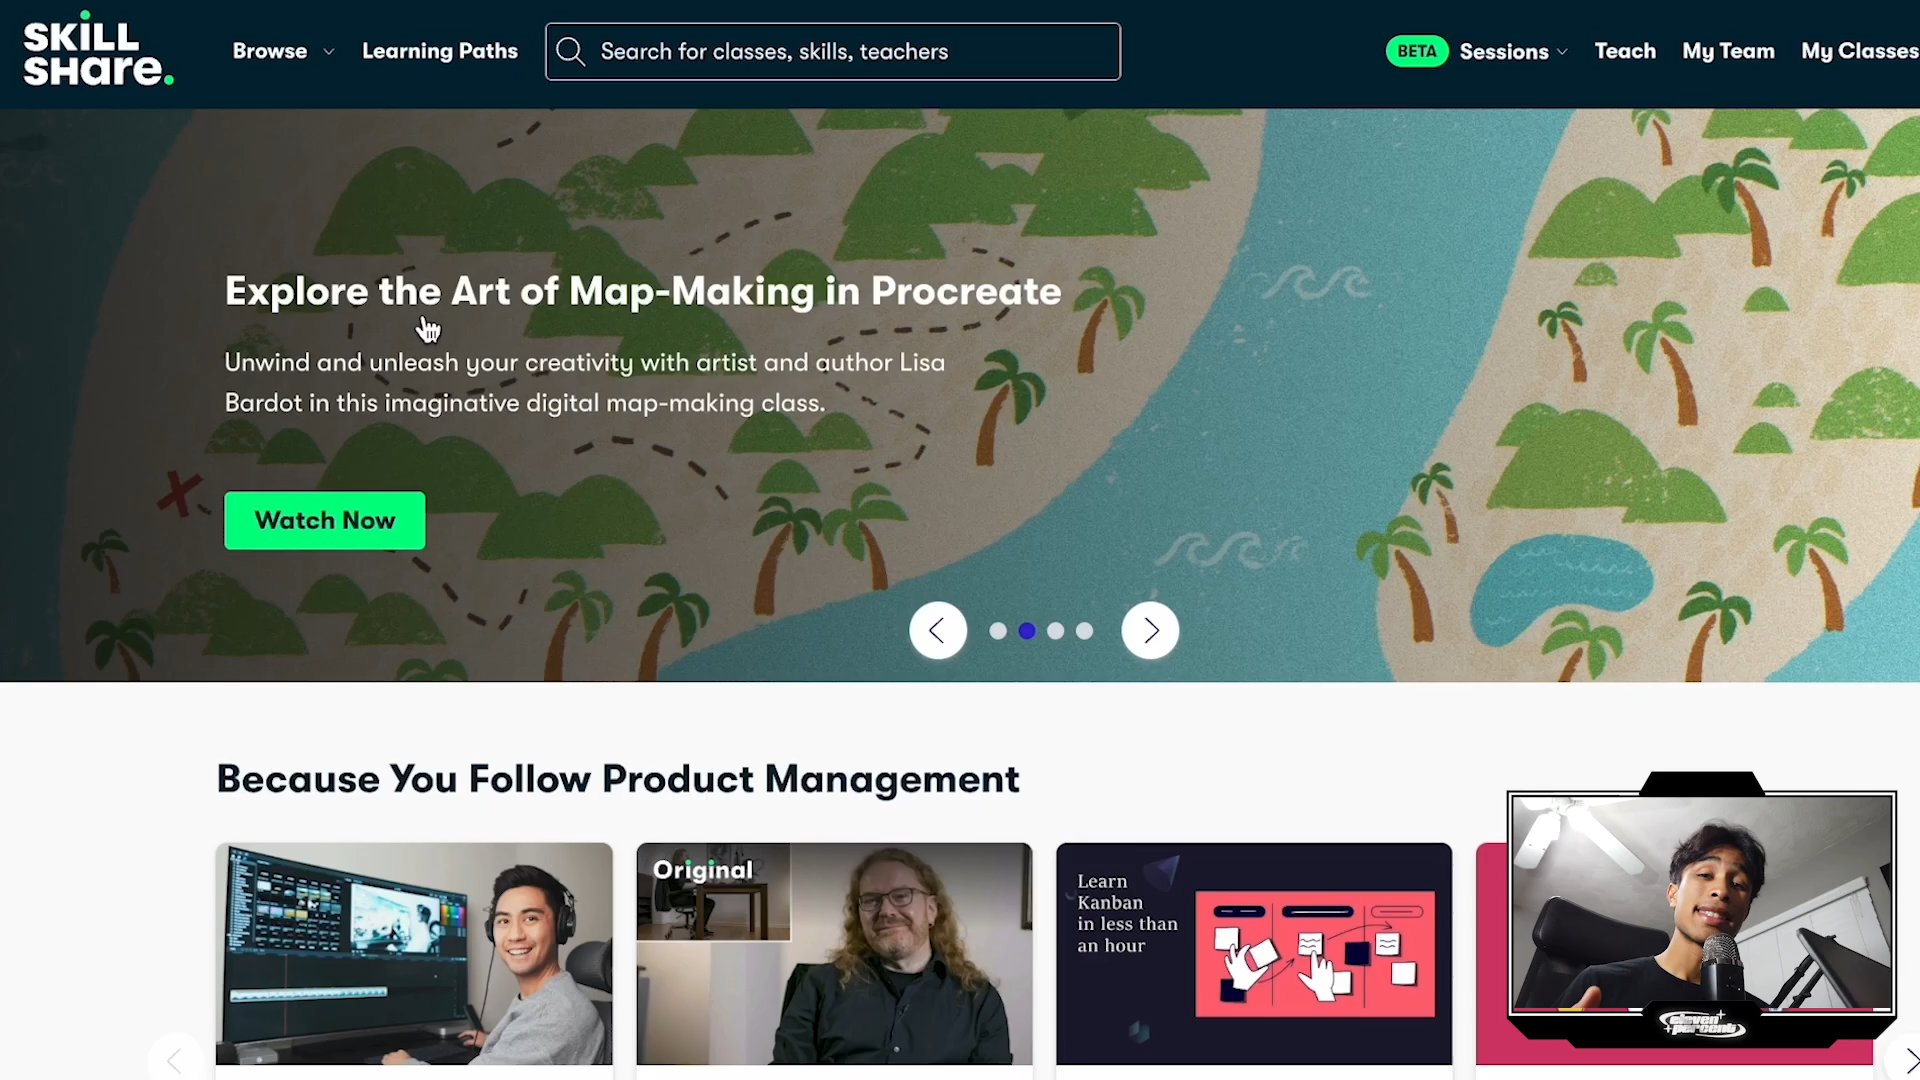 SKILL
SHare.
Browse
Learning Paths
Search for classes, skills, teachers
BETA
Sessions
Teach
My Team
My Classes
Explore the Art of Map-Making in Procreate
Unwind and unleash your creativity with artist and author Lisa
Bardot in this imaginative digital map-making class.
Watch Now
Because You Follow Product Management
Original
Learn
Kanban
in less than
an hour
eleven
percent